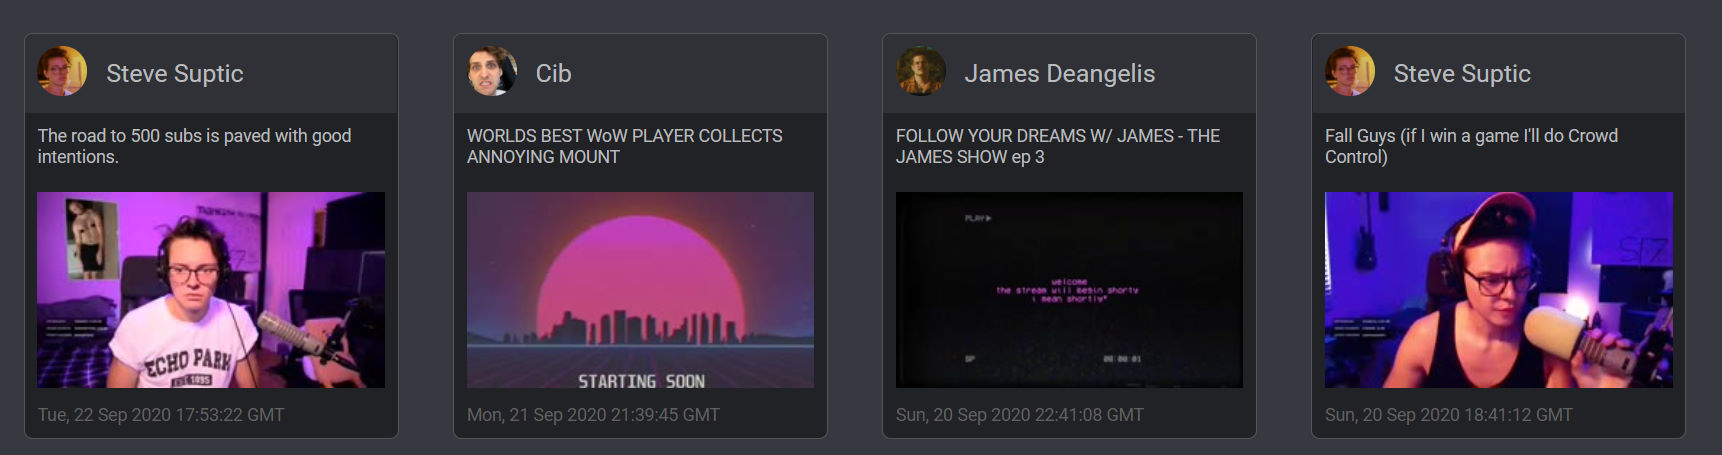 Steve Suptic
The road to 500 subs is paved with good
intentions.
ECHO PARK
EST. 1895
Tue, 22 Sep 2020 17:53:22 GMT
Cib
WORLDS BEST WoW PLAYER COLLECTS
ANNOYING MOUNT
STARTING SOON
Mon, 21 Sep 2020 21:39:45 GMT
James Deangelis
FOLLOW YOUR DREAMS W/ JAMES - THE
JAMES SHOW ep 3
PLAY
welcome
the stream will begin shorty
i mean shortly*
SP
00:00:01
Sun, 20 Sep 2020 22:41:08 GMT
Steve Suptic
Fall Guys (if I win a game I'll do Crowd
Control)
SF7
Sun, 20 Sep 2020 18:41:12 GMT